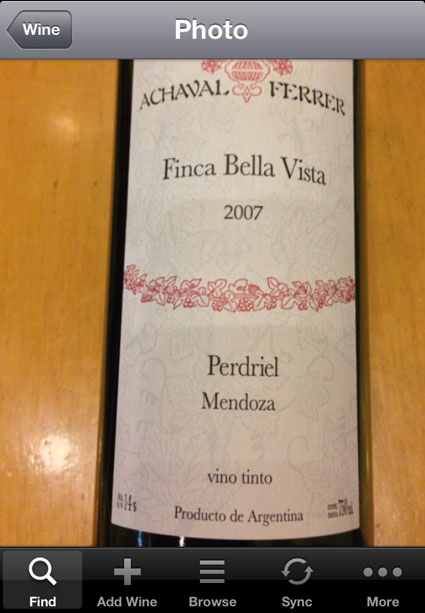 Wine
Photo
ACHAVAL FERRER
Finca Bella Vista
2007
Perdriel
Mendoza
vino tinto
Producto de Argentina
750ml
Find
Add Wine
Browse
Sync
More